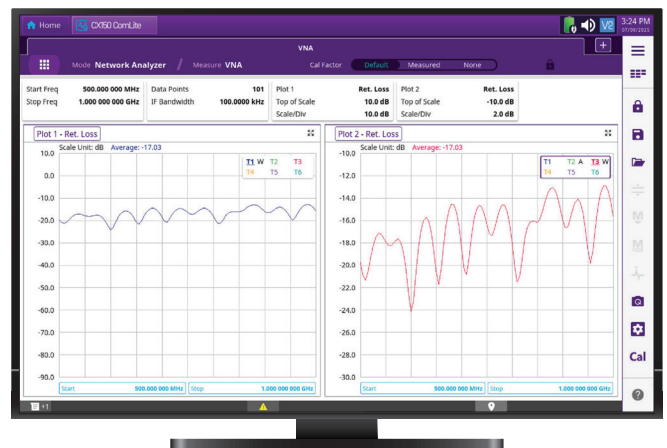 Home CX150 ComLite V2 3:24 PM
VNA +
Mode Network Analyzer / Measure VNA Cal Factor Default Measured None
Start Freq 500.000 000 MHz Data Points 101 Plot 1 Ret. Loss Plot 2 Ret. Loss
Stop Freq 1.000 000 000 GHz IF Bandwidth 100.0000 kHz Top of Scale 10.0 dB Top of Scale -10.0 dB
Scale/Div 10.0 dB Scale/Div 2.0 dB
Plot 1 - Ret. Loss
Scale Unit: dB Average: -17.03
T1 W T2 T3
T4 T5 T6
10.0
0.0
-10.0
-20.0
-30.0
-40.0
-50.0
-60.0
-70.0
-80.0
-90.0
Start 500.000 000 MHz Stop 1.000 000 000 GHz
Plot 2 - Ret. Loss
Scale Unit: dB Average: -17.03
T1 T2 A T3 W
T4 T5 T6
-10.0
-12.0
-14.0
-16.0
-18.0
-20.0
-22.0
-24.0
-26.0
-28.0
-30.0
Start 500.000 000 MHz Stop 1.000 000 000 GHz
M
M
Cal
?
+1